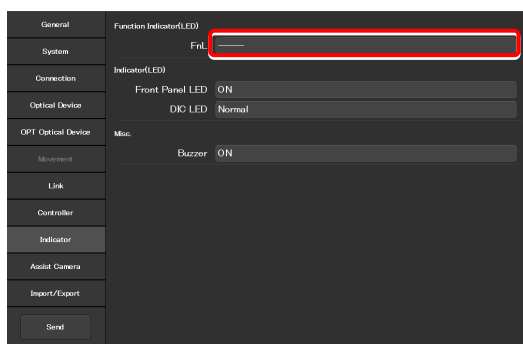 General
System
Connection
Optical Device
OPT Optical Device
Movement
Link
Controller
Indicator
Assist Camera
Import/Export
Send
Function Indicator(LED)
FnL -----
Indicator(LED)
Front Panel LED ON
DIC LED Normal
Misc.
Buzzer ON